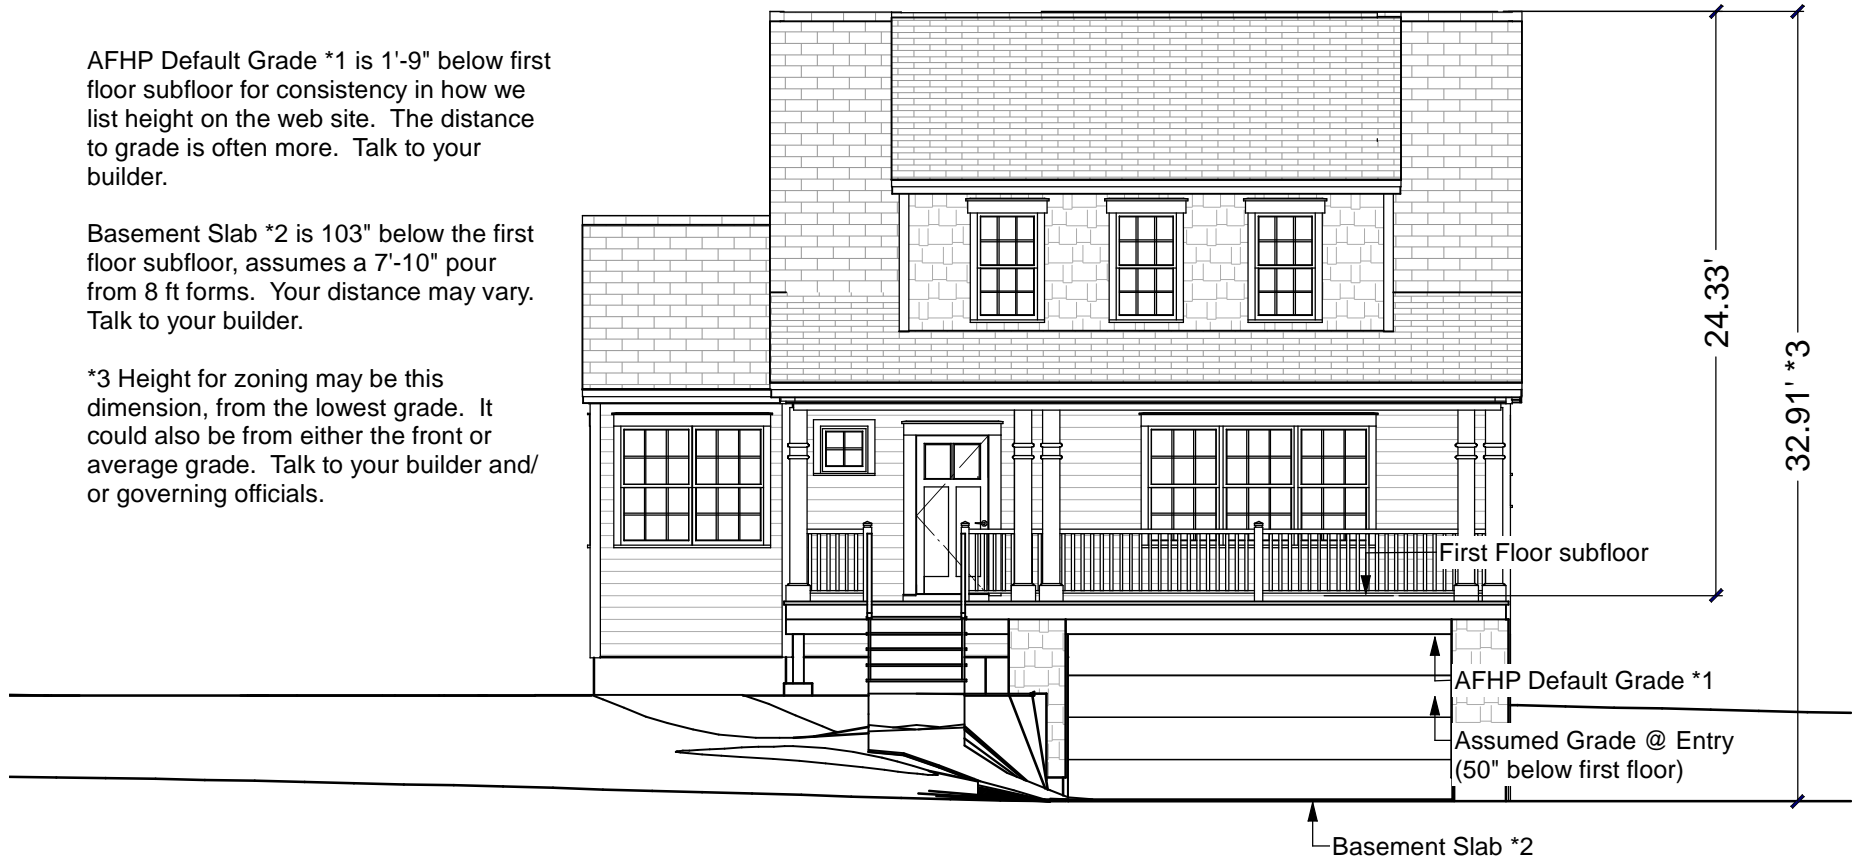 AFHP Default Grade *1 is 1'-9" below first
floor subfloor for consistency in how we
list height on the web site.  The distance
to grade is often more.  Talk to your
builder.
Basement Slab *2 is 103" below the first
floor subfloor, assumes a 7'-10" pour
from 8 ft forms.  Your distance may vary.
Talk to your builder.
*3 Height for zoning may be this
dimension, from the lowest grade.  It
could also be from either the front or
average grade.  Talk to your builder and/
or governing officials.
24.33'
32.91' *3
First Floor subfloor
AFHP Default Grade *1
Assumed Grade @ Entry
(50" below first floor)
Basement Slab *2